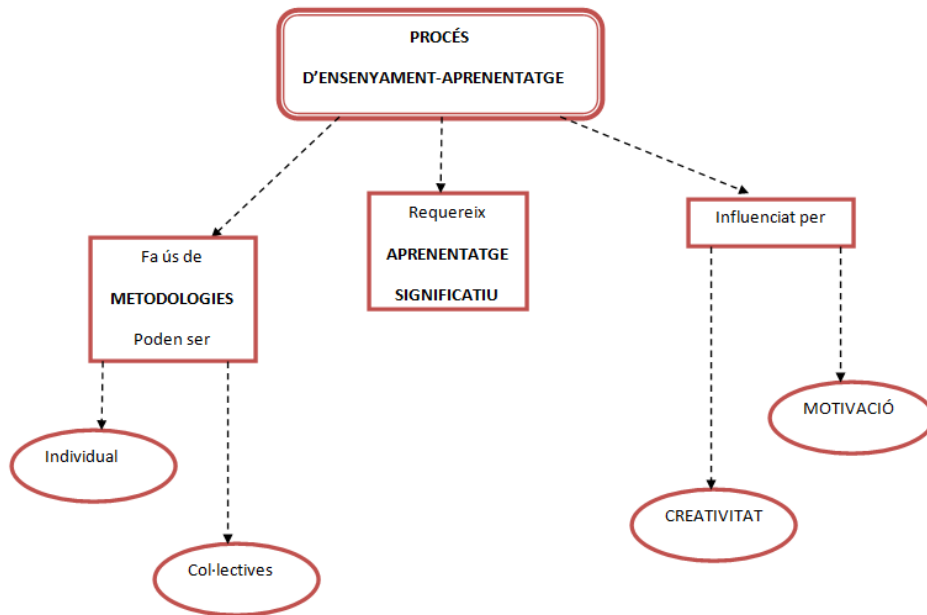 PROCÉS
D’ENSENYAMENT-APRENENTATGE
Requereix
APRENENTATGE
SIGNIFICATIU
Influenciat per
Fa ús de
METODOLOGIES
Poden ser
MOTIVACIÓ
Individual
CREATIVITAT
Col·lectives